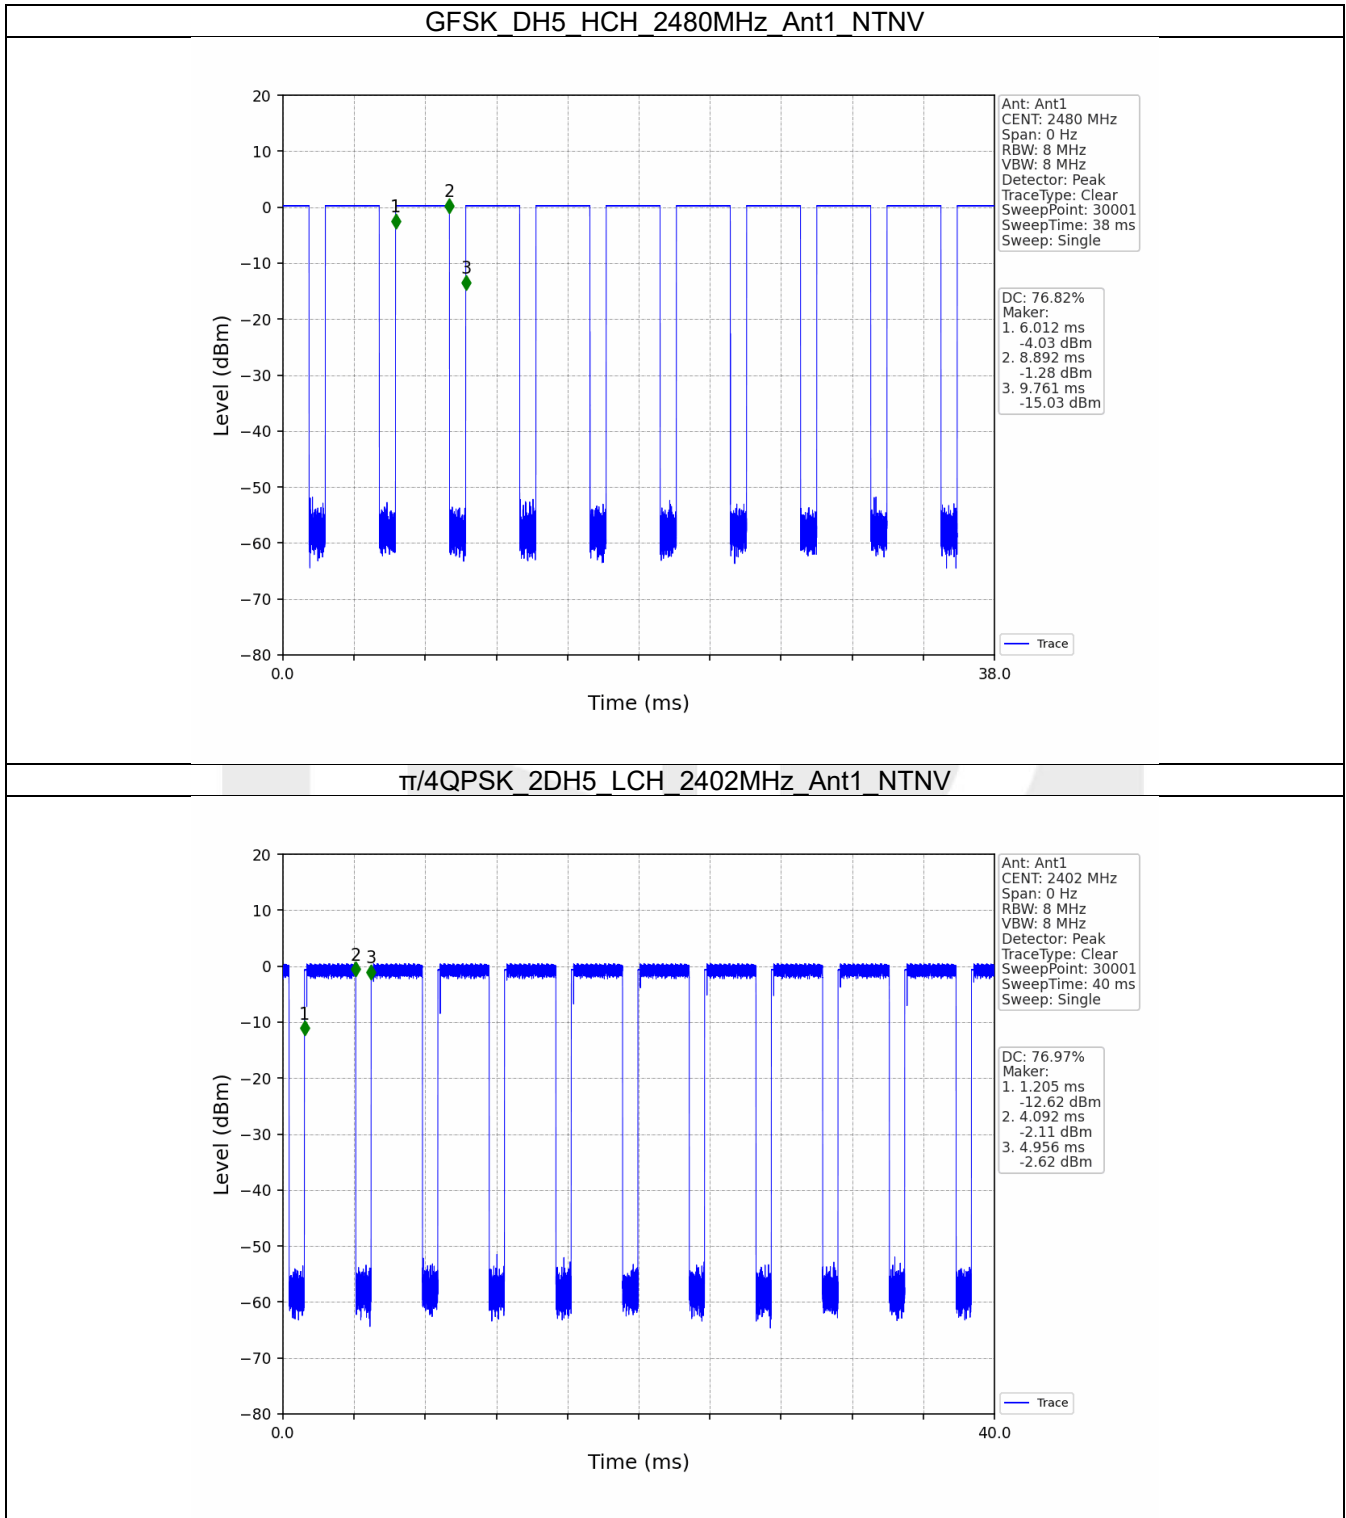 GFSK_DH5_HCH_2480MHz_Ant1_NTNV
20
10
0
−10
−20
−30
−40
−50
−60
−70
−80
Level (dBm)
1
2
3
0.0
38.0
Time (ms)
Ant: Ant1
CENT: 2480 MHz
Span: 0 Hz
RBW: 8 MHz
VBW: 8 MHz
Detector: Peak
TraceType: Clear
SweepPoint: 30001
SweepTime: 38 ms
Sweep: Single
DC: 76.82%
Maker:
1. 6.012 ms
-4.03 dBm
2. 8.892 ms
-1.28 dBm
3. 9.761 ms
-15.03 dBm
Trace
π/4QPSK_2DH5_LCH_2402MHz_Ant1_NTNV
20
10
0
−10
−20
−30
−40
−50
−60
−70
−80
Level (dBm)
1
2
3
0.0
40.0
Time (ms)
Ant: Ant1
CENT: 2402 MHz
Span: 0 Hz
RBW: 8 MHz
VBW: 8 MHz
Detector: Peak
TraceType: Clear
SweepPoint: 30001
SweepTime: 40 ms
Sweep: Single
DC: 76.97%
Maker:
1. 1.205 ms
-12.62 dBm
2. 4.092 ms
-2.11 dBm
3. 4.956 ms
-2.62 dBm
Trace